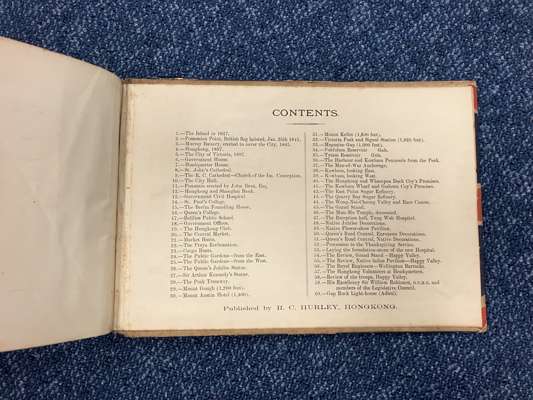 CONTENTS.
1.—The Island in 1837.
2.—Possession Point, British flag hoisted, Jan. 25th 1841.
3.—Murray Battery, erected to cover the City, 1841.
4.—Hongkong, 1857.
5.—The City of Victoria, 1897.
6.—Government House.
7.—Headquarter House.
8.—St. John's Cathedral.
9.—The R. C. Cathedral—Church of the Im. Conception.
10.—The City Hall.
11.—Fountain erected by John Dent, Esq.
12.—Hongkong and Shanghai Bank.
13.—Government Civil Hospital
14.—St. Paul's College.
15.—The Berlin Foundling House.
16.—Queen's College.
17.—Belilios Public School.
18.—Government Offices.
19.—The Hongkong Club.
20.—The Current Market.
21.—Market House.
22.—The Praya Reclamation.
23.—Cargo Boats
24.—The Public Gardens—from the East.
25.—The Public Gardens—from the West.
26.—The Queen's Jubilee Statue.
27.—Sir Arthur Kennedy's Statue.
28.—The Peak Tramway.
29.—Mount Gough (1,200 feet).
30.—Mount Austin Hotel (1,400).
31.—Mount Kellet (1,600 feet).
32.—Victoria Peak and Signal Station (1,825 feet).
33.—Magazine Gap (1,000 feet).
34.—Pokfulum Reservoir Gale.
35.—Tytam Reservoir Gale.
36.—The Harbour and Kowloon Peninsula from the Peak.
37.—The Man-of-War Anchorage.
38.—Kowloon, looking East.
39.—Kowloon, looking West.
40.—The Hongkong and Whampoa Dock Coy's Premises.
41.—The Kowloon Wharf and Godown Coy's Premises.
42.—The East Point Sugar Refinery.
43.—The Quarry Bay Sugar Refinery.
44.—The Wong-Nei-Cheong Valley and Race Course.
45.—The Grand Stand.
46.—The Man Mo Temple, decorated.
47.—The Reception hall, Tung Wah Hospital.
48.—Native Jubilee Decorations.
49.—Native Flower-show Pavilion.
50.—Queen's Road Central, European Decorations.
51.—Queen's Road Central, Native Decorations.
52.—Procession to the Thanksgiving Service.
53.—Laying the foundation-stone of the new Hospital.
54.—The Review, Grand Stand—Happy Valley.
55.—The Review, Native Salon Pavilion—Happy Valley.
56.—The Royal Engineers—Wellington Barracks.
57.—The Hongkong Volunteers at Headquarters.
58.—Review of the troops, Happy Valley.
59.—His Excellency Sir William Robinson, G.C.M.G. and
members of the Legislative Council.
60.—Gap Rock Light-house
Published by H. C. HURLEY, HONGKONG.